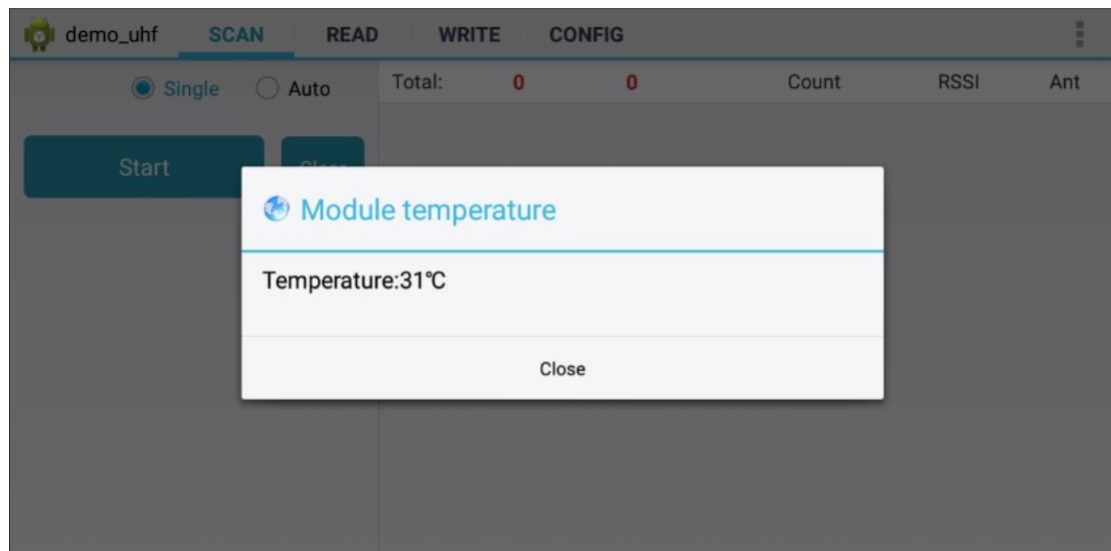 demo_uhf SCAN READ WRITE CONFIG
Single Auto Total: 0 0 Count RSSI Ant
Start
Module temperature
Temperature:31℃
Close